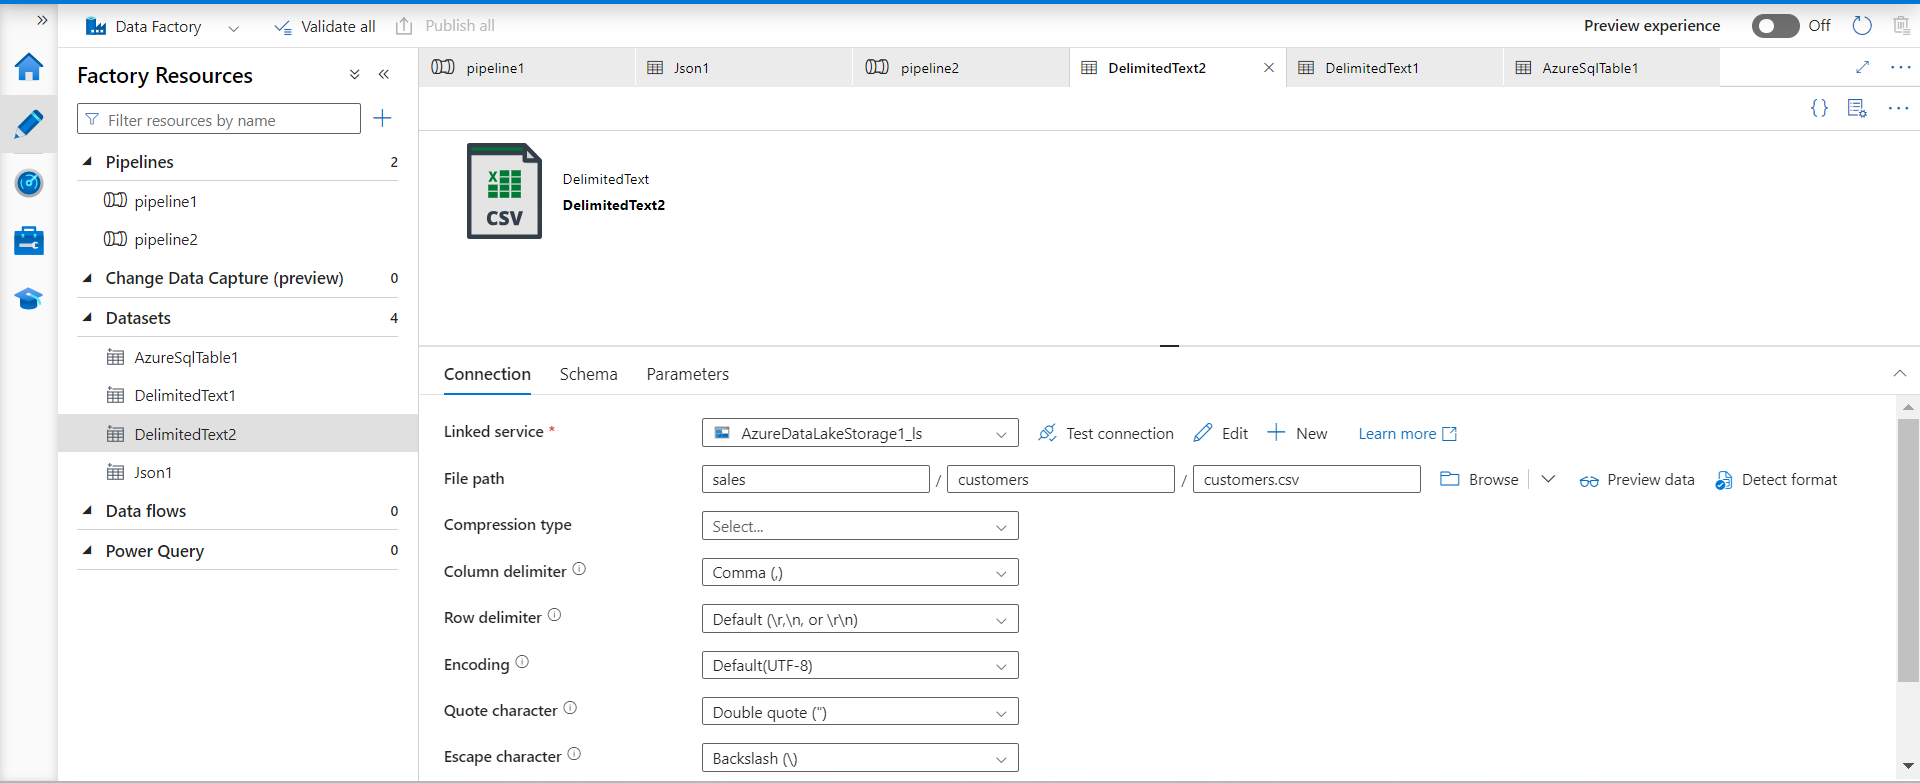 Data Factory
Validate all
Publish all
Preview experience
Off
Factory Resources
Filter resources by name
Pipelines 2
pipeline1
pipeline2
Change Data Capture (preview) 0
Datasets 4
AzureSqlTable1
DelimitedText1
DelimitedText2
Json1
Data flows 0
Power Query 0
pipeline1
Json1
pipeline2
DelimitedText2
DelimitedText1
AzureSqlTable1
{}
X
CSV
DelimitedText
DelimitedText2
Connection
Schema
Parameters
Linked service *
AzureDataLakeStorage1_ls
Test connection
Edit
New
Learn more
File path
sales / customers / customers.csv
Browse
Preview data
Detect format
Compression type
Select...
Column delimiter
Comma (,)
Row delimiter
Default (\r,\n, or \r\n)
Encoding
Default(UTF-8)
Quote character
Double quote (")
Escape character
Backslash (\)